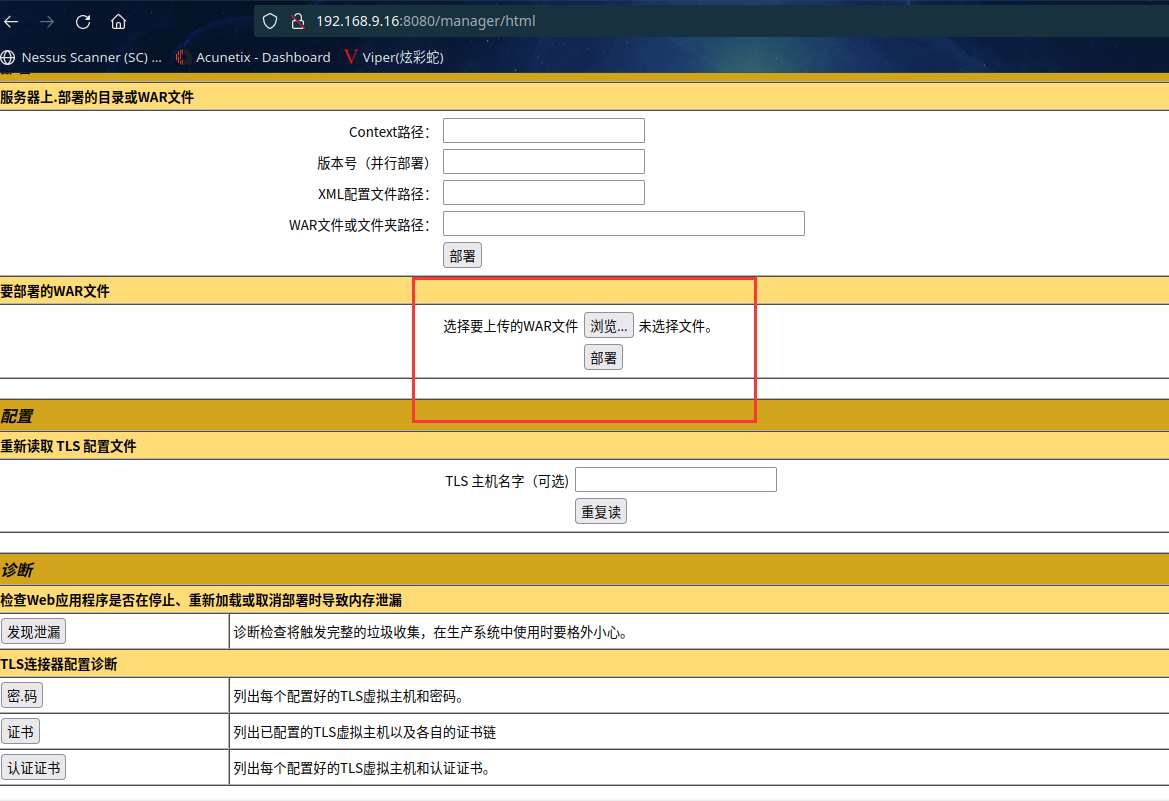 192.168.9.16:8080/manager/html
Nessus Scanner (SC) ... Acunetix - Dashboard Viper(炫彩蛇)
服务器上.部署的目录或WAR文件
Context路径：
版本号（并行部署）
XML配置文件路径：
WAR文件或文件夹路径：
部署
要部署的WAR文件
选择要上传的WAR文件 浏览... 未选择文件。
部署
配置
重新读取 TLS 配置文件
TLS 主机名字（可选)
重复读
诊断
检查Web应用程序是否在停止、重新加载或取消部署时导致内存泄漏
发现泄漏 诊断检查将触发完整的垃圾收集，在生产系统中使用时要格外小心。
TLS连接器配置诊断
密.码 列出每个配置好的TLS虚拟主机和密码。
证书 列出已配置的TLS虚拟主机以及各自的证书链
认证证书 列出每个配置好的TLS虚拟主机和认证证书。